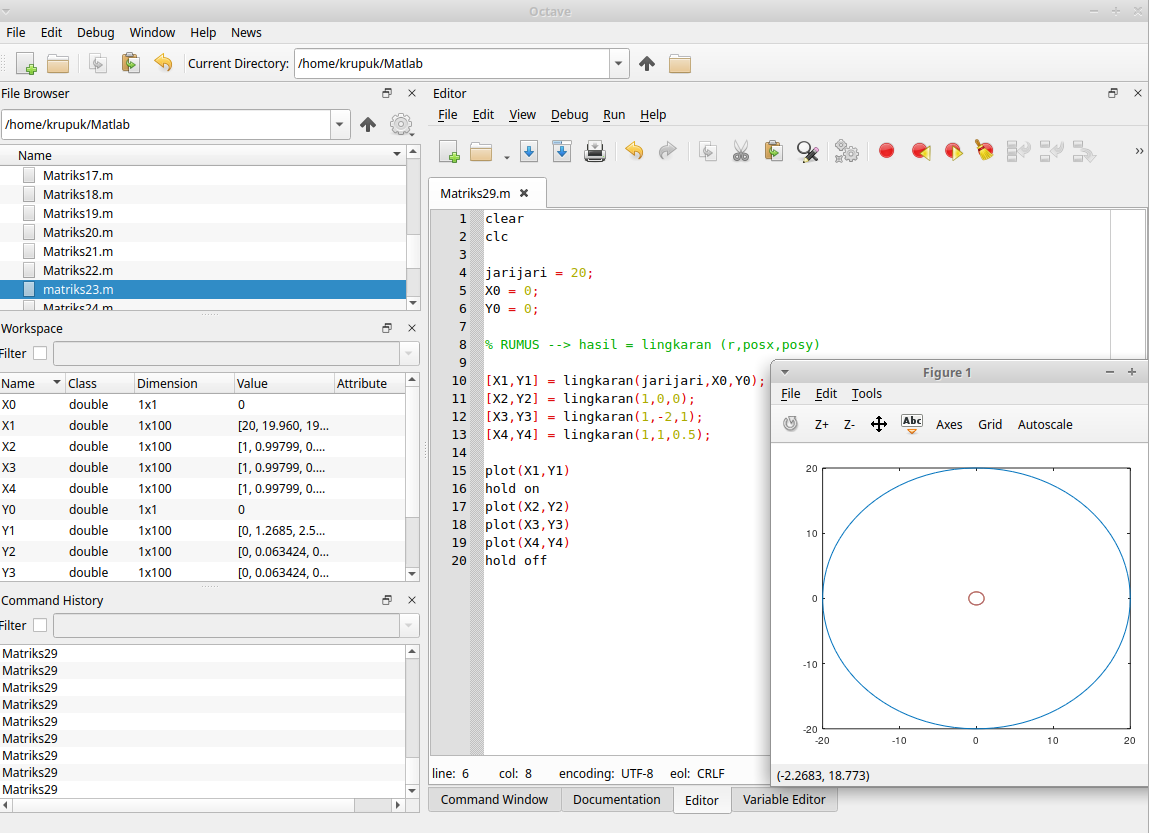 Octave
File Edit Debug Window Help News
Current Directory: /home/krupuk/Matlab
File Browser
/home/krupuk/Matlab
Name
Matriks17.m
Matriks18.m
Matriks19.m
Matriks20.m
Matriks21.m
Matriks22.m
matriks23.m
Matriks24.m
Workspace
Filter
Name Class Dimension Value Attribute
X0 double 1x1 0
X1 double 1x100 [20, 19.960, 19...
X2 double 1x100 [1, 0.99799, 0....
X3 double 1x100 [1, 0.99799, 0....
X4 double 1x100 [1, 0.99799, 0....
Y0 double 1x1 0
Y1 double 1x100 [0, 1.2685, 2.5...
Y2 double 1x100 [0, 0.063424, 0...
Y3 double 1x100 [0, 0.063424, 0...
Command History
Filter
Matriks29
Matriks29
Matriks29
Matriks29
Matriks29
Matriks29
Matriks29
Matriks29
Matriks29
Editor
File Edit View Debug Run Help
»
Matriks29.m
1 clear
2 clc
3
4 jarijari = 20;
5 X0 = 0;
6 Y0 = 0;
7
8 % RUMUS --> hasil = lingkaran (r,posx,posy)
9
10 [X1,Y1] = lingkaran(jarijari,X0,Y0);
11 [X2,Y2] = lingkaran(1,0,0);
12 [X3,Y3] = lingkaran(1,-2,1);
13 [X4,Y4] = lingkaran(1,1,0.5);
14
15 plot(X1,Y1)
16 hold on
17 plot(X2,Y2)
18 plot(X3,Y3)
19 plot(X4,Y4)
20 hold off
line: 6 col: 8 encoding: UTF-8 eol: CRLF
Command Window Documentation Editor Variable Editor
Figure 1
File Edit Tools
Z+ Z- Abc Axes Grid Autoscale
20
10
0
-10
-20
-20 -10 0 10 20
(-2.2683, 18.773)